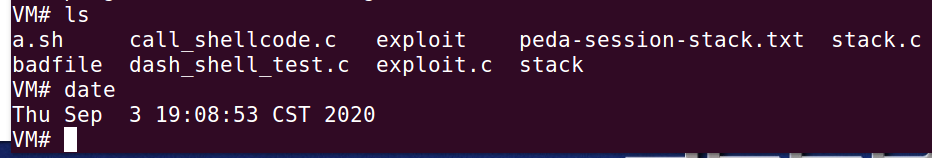 VM# ls
a.sh     call_shellcode.c   exploit    peda-session-stack.txt  stack.c
badfile  dash_shell_test.c  exploit.c  stack
VM# date
Thu Sep  3 19:08:53 CST 2020
VM#